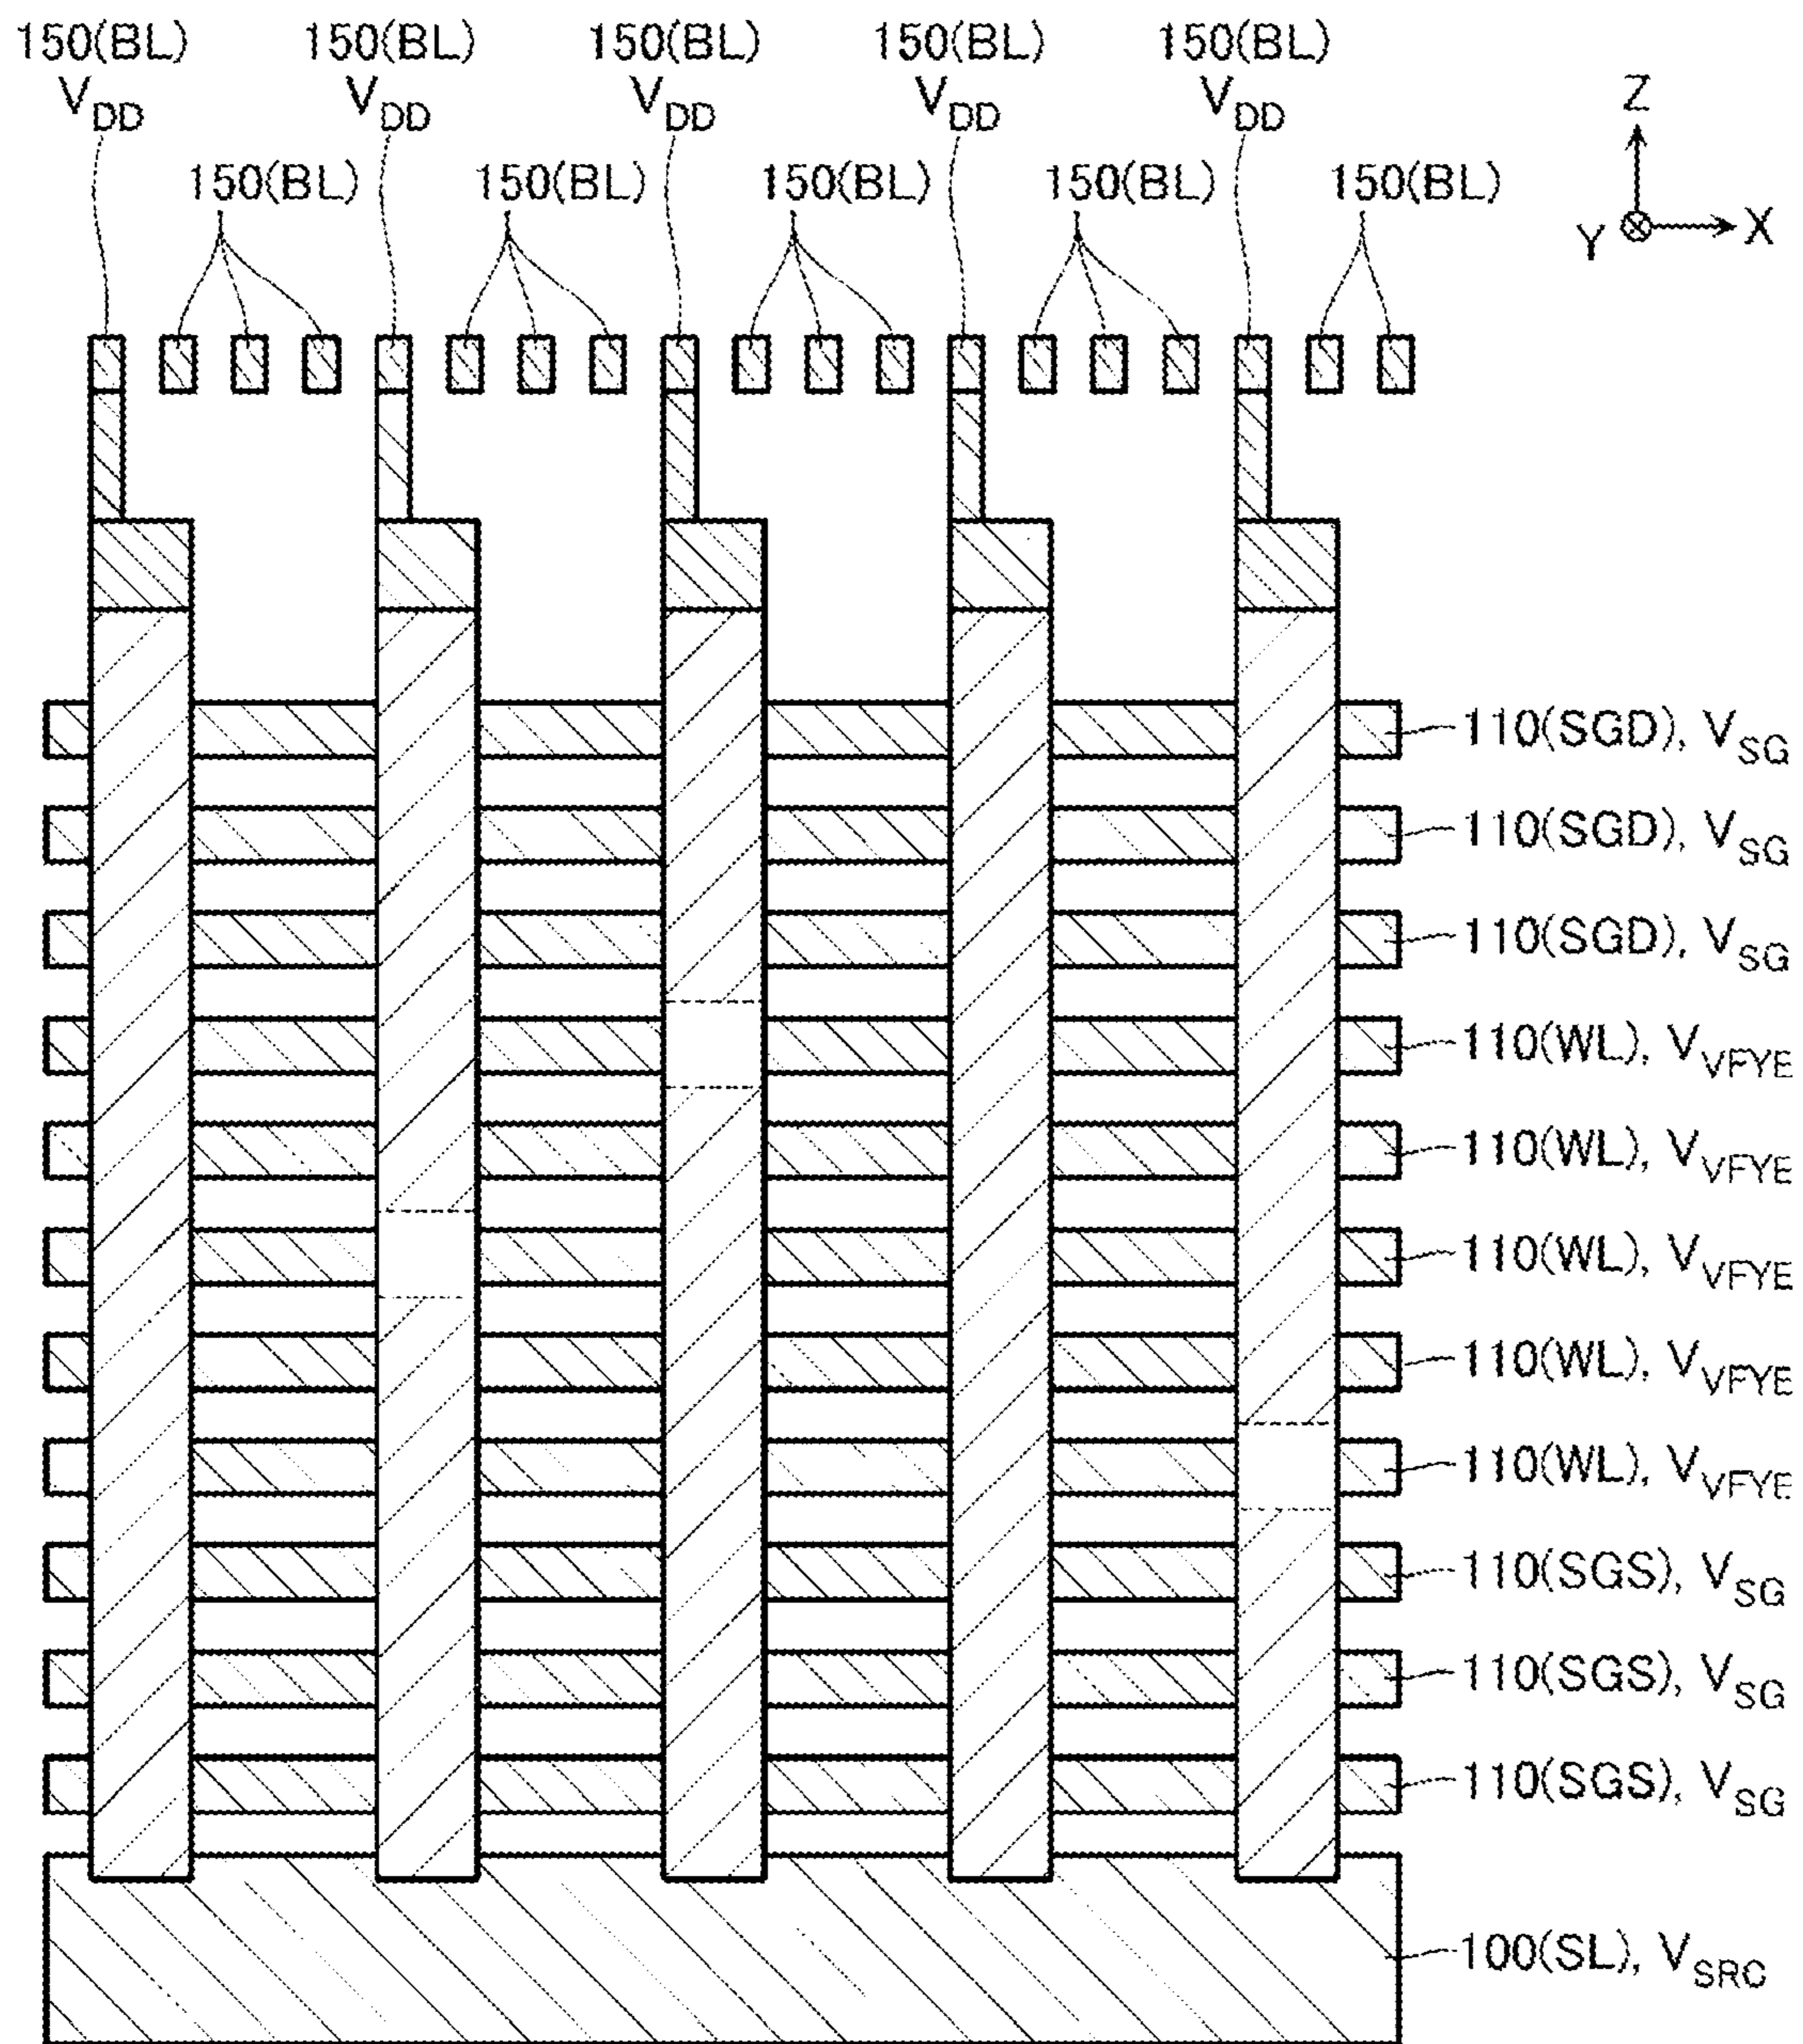 150(BL) 150(BL) 150(BL) 150(BL) 150(BL)
VDD VDD VDD VDD VDD
Z
150(BL) 150(BL) 150(BL) 150(BL) 150(BL)
Y X
110(SGD), VSG
110(SGD), VSG
110(SGD), VSG
110(WL), VVFYE
110(WL), VVFYE
110(WL), VVFYE
110(WL), VVFYE
110(WL), VVFYE
110(SGS), VSG
110(SGS), VSG
110(SGS), VSG
100(SL), VSRC